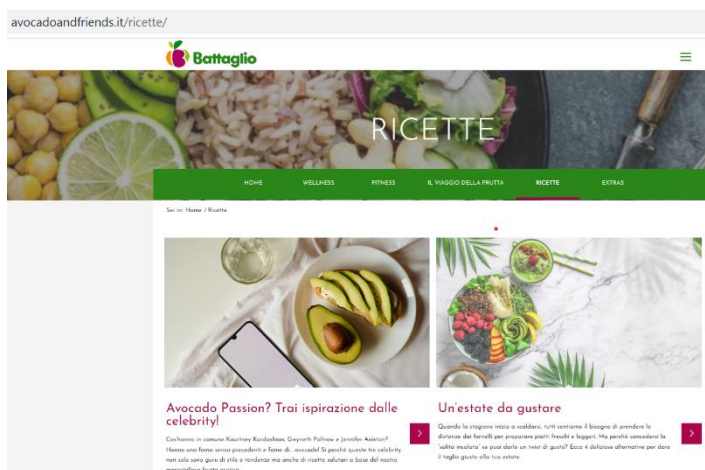 avocadoandfriends.it/ricette/
Battaglio
RICETTE
HOME WELLNESS FITNESS IL VIAGGIO DELLA FRUTTA RICETTE EXTRAS
Sei in: Home / Ricette
Avocado Passion? Trai ispirazione dalle
celebrity!
Cos'hanno in comune Kourtney Kardashian, Gwyneth Paltrow e Jennifer Aniston?
Hanno una fame senza precedenti e fame di... avocado! Sì perché queste tre celebrity
non solo sono guru di stile e tendenze ma anche di ricette salutari a base del nostro
Un'estate da gustare
Quando la stagione inizia a scaldarsi, tutti sentiamo il bisogno di prendere le
distanze dai fornelli per preparare piatti freschi e leggeri. Ma perché concedersi la
"solita insalata" se puoi darle un twist di gusto? Ecco 4 deliziose alternative per dare
il taglio giusto alla tua estate